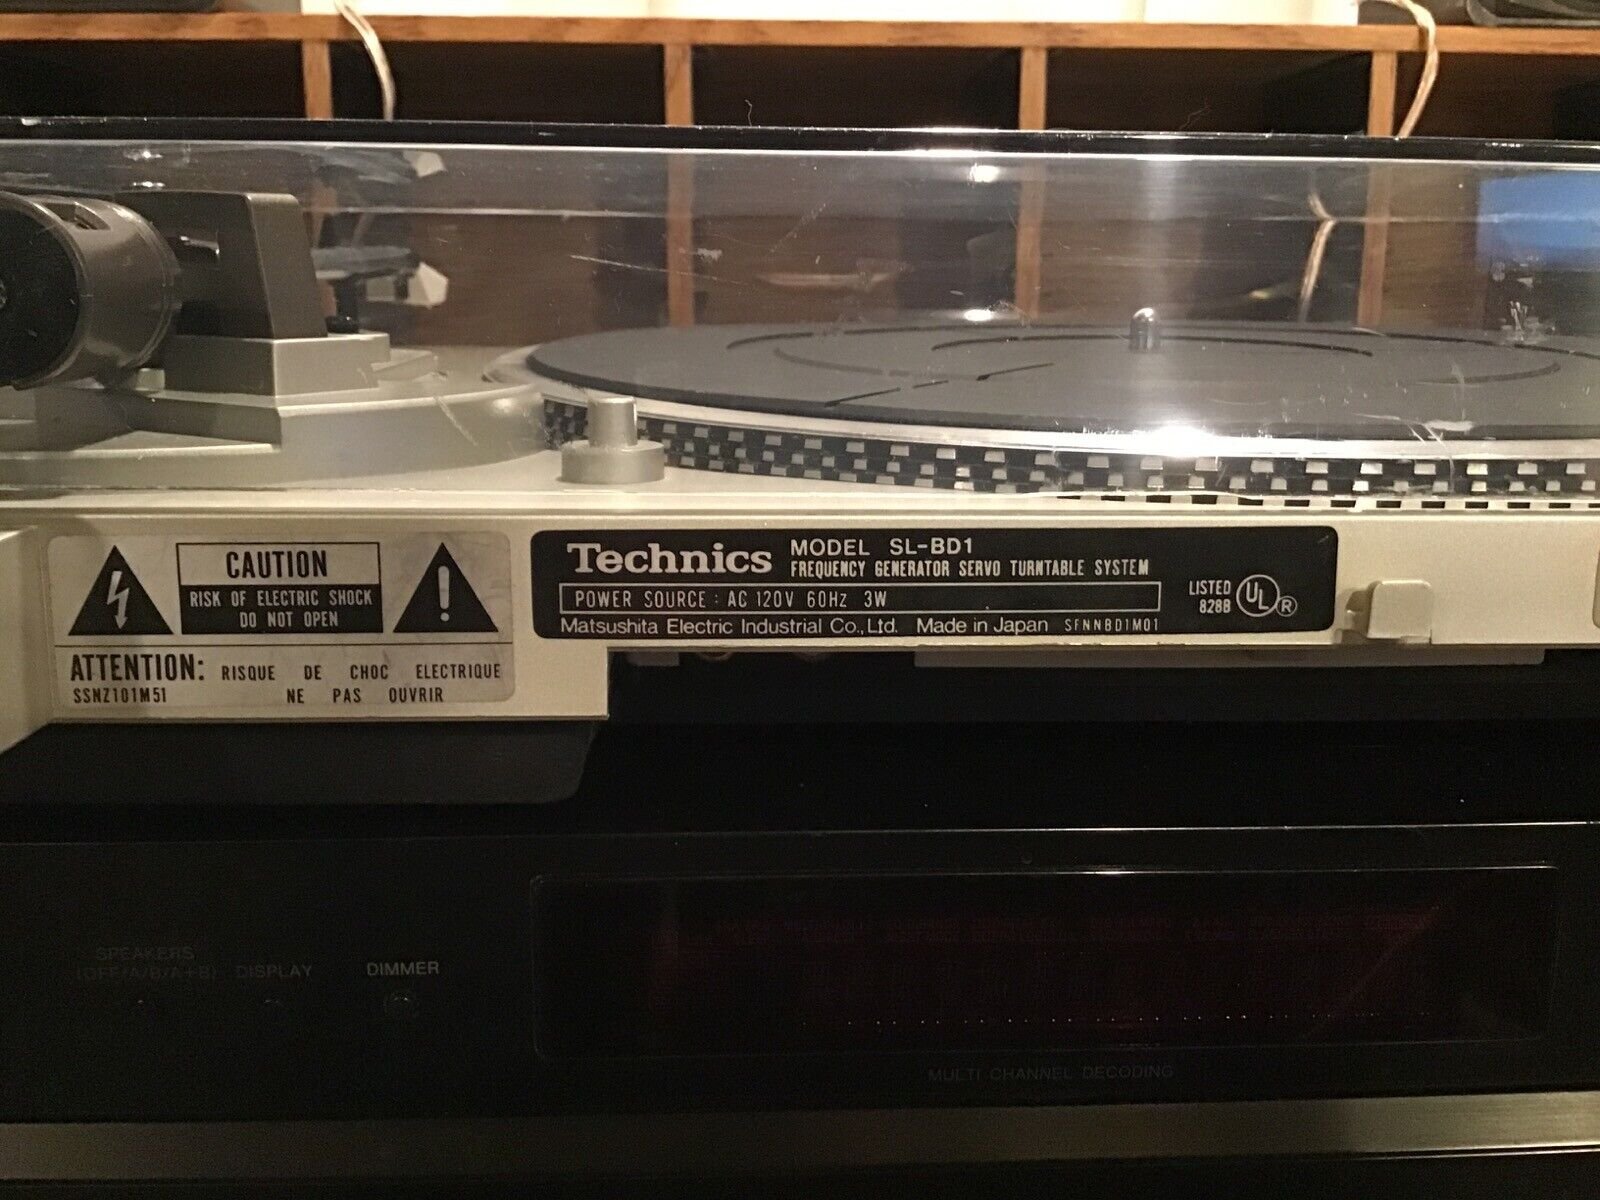 CAUTION
RISK OF ELECTRIC SHOCK
DO NOT OPEN
ATTENTION: RISQUE DE CHOC ELECTRIQUE
SSNZ101M51 NE PAS OUVRIR
Technics MODEL SL-BD1
FREQUENCY GENERATOR SERVO TURNTABLE SYSTEM
POWER SOURCE : AC 120V 60Hz 3W
Matsushita Electric Industrial Co., Ltd. Made in Japan SFNNBD1M01
LISTED
828B
UL ®
SPEAKERS
(OFF/A/B/A+B) DISPLAY DIMMER
MULTI CHANNEL DECODING